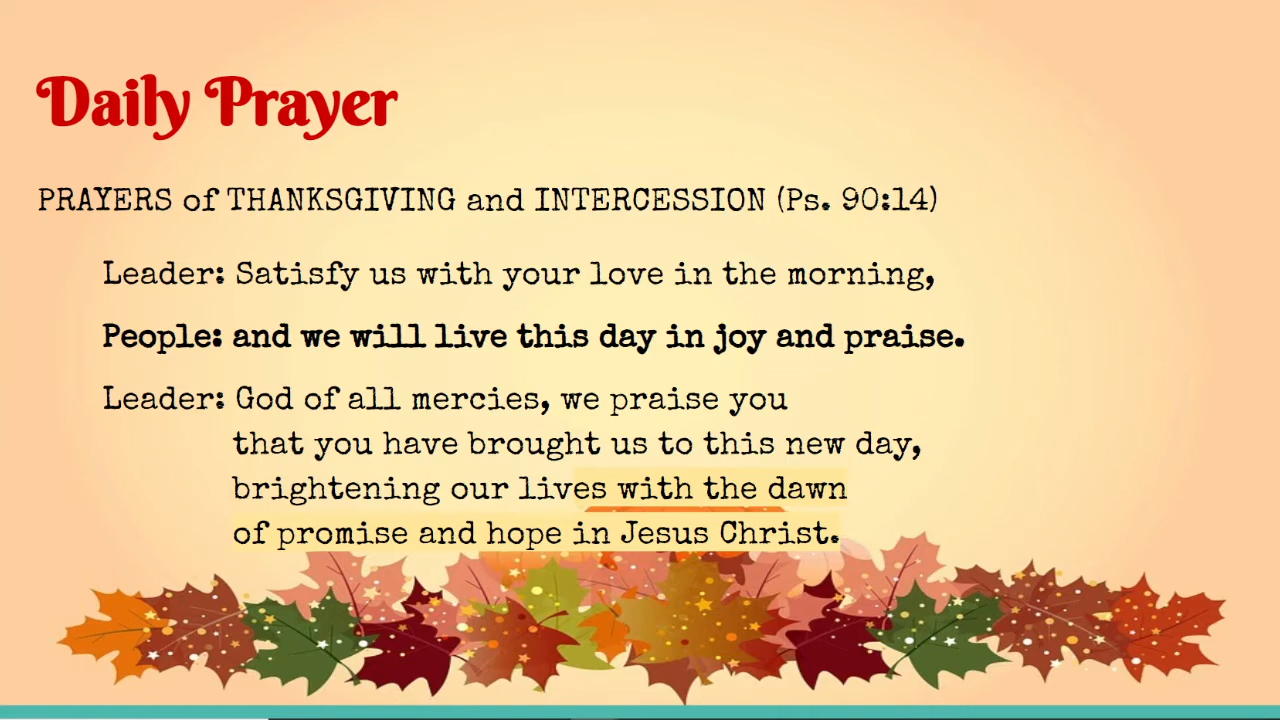 Daily Prayer
PRAYERS of THANKSGIVING and INTERCESSION (Ps. 90:14)
Leader: Satisfy us with your love in the morning,
People: and we will live this day in joy and praise.
Leader: God of all mercies, we praise you
that you have brought us to this new day,
brightening our lives with the dawn
of promise and hope in Jesus Christ.